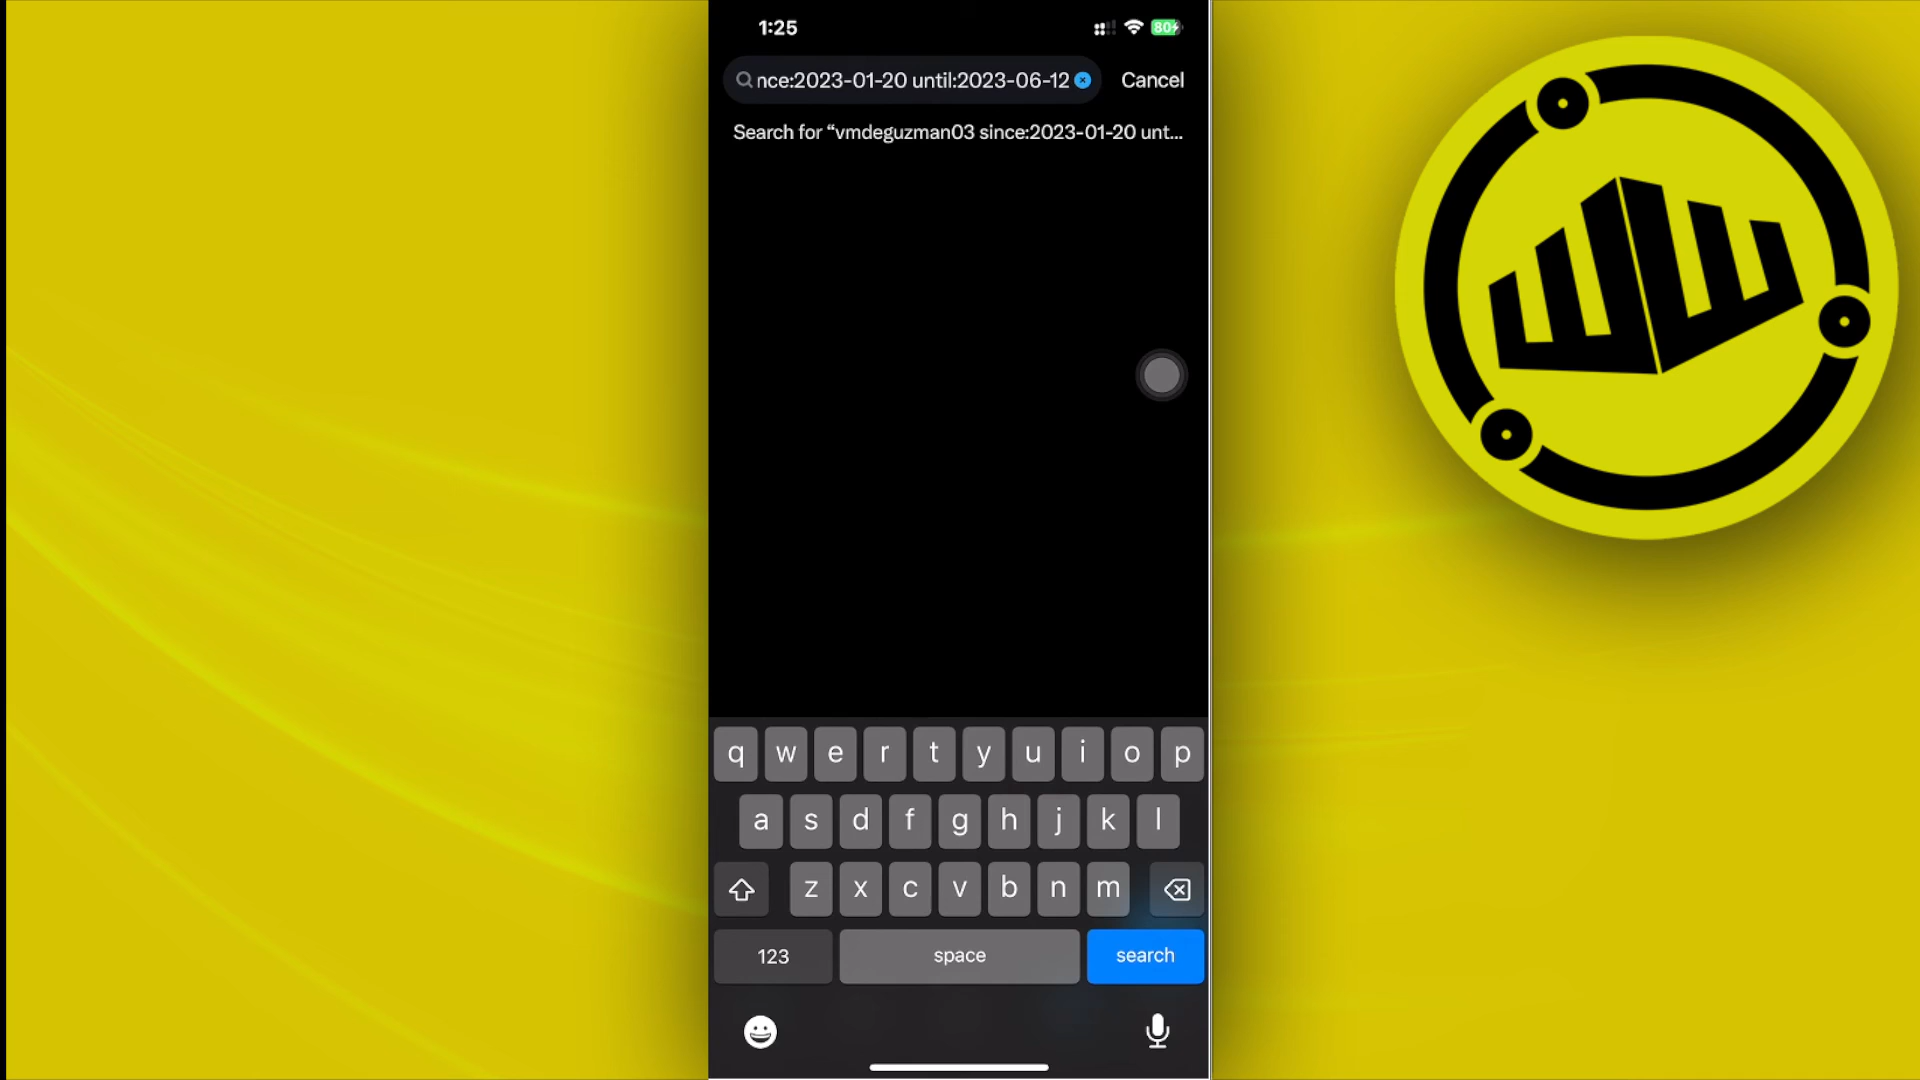 1:25
80
nce:2023-01-20 until:2023-06-12
Cancel
Search for “vmdeguzman03 since:2023-01-20 unt...
q w e r t y u i o p
a s d f g h j k l
z x c v b n m
123 space search